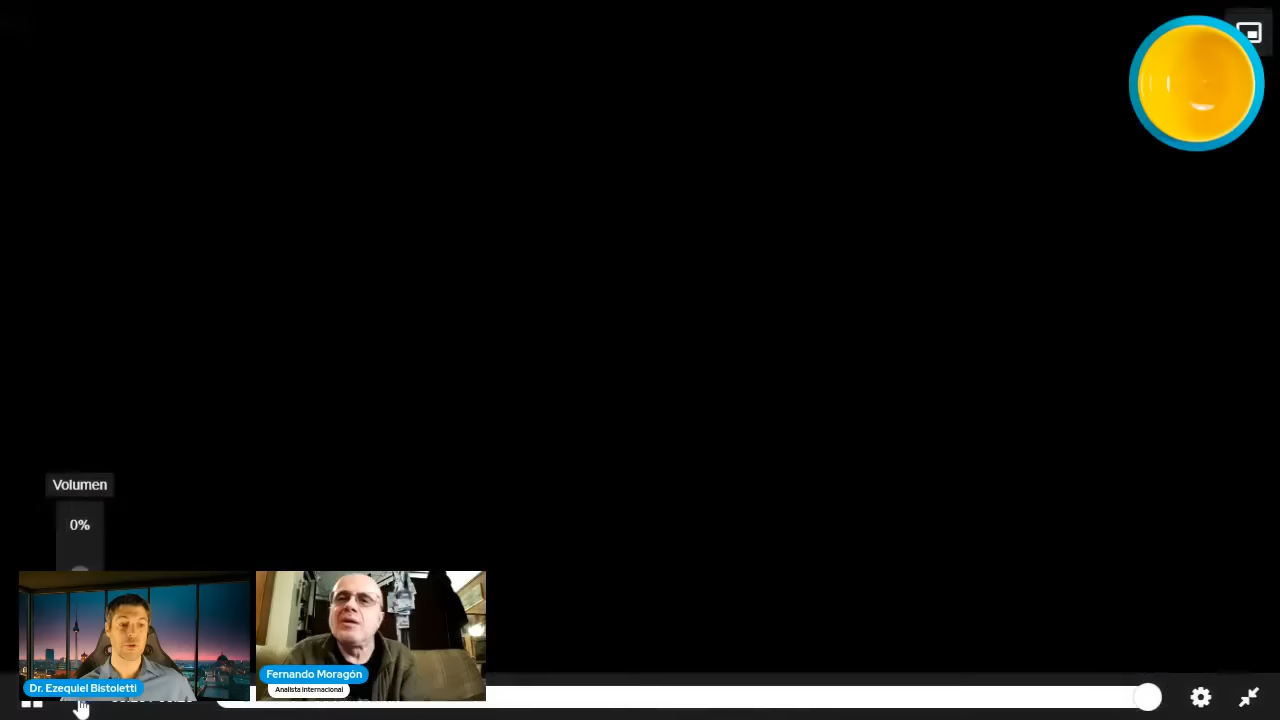 Volumen
0%
Dr. Ezequiel Bistoletti
Fernando Moragón
Analista internacional